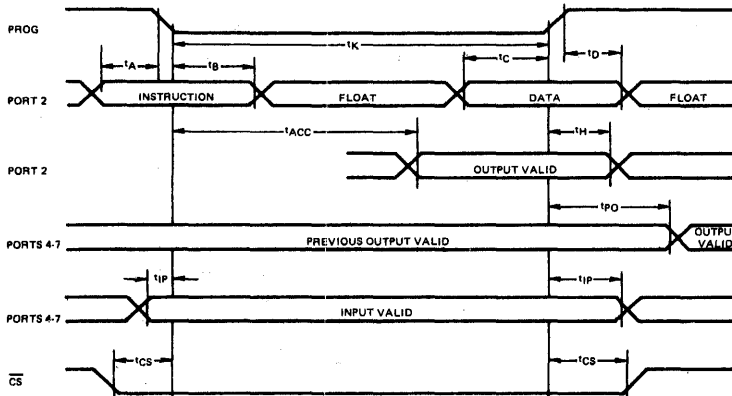 PROG
tK
tA
tB
tC
tD
PORT 2
INSTRUCTION
FLOAT
DATA
FLOAT
tACC
tH
PORT 2
OUTPUT VALID
tPO
PORTS 4-7
PREVIOUS OUTPUT VALID
OUTPUT
VALID
tIP
tIP
PORTS 4-7
INPUT VALID
tCS
tCS
CS